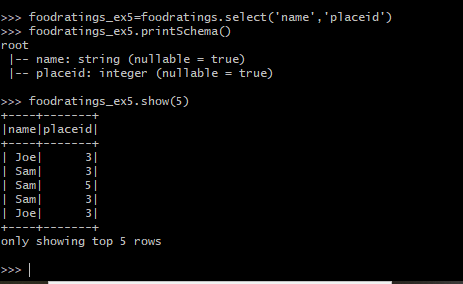 >>> foodratings_ex5=foodratings.select('name','placeid')
>>> foodratings_ex5.printSchema()
root
 |-- name: string (nullable = true)
 |-- placeid: integer (nullable = true)

>>> foodratings_ex5.show(5)
+----+-------+
|name|placeid|
+----+-------+
| Joe|      3|
| Sam|      3|
| Sam|      5|
| Sam|      3|
| Joe|      3|
+----+-------+
only showing top 5 rows

>>>